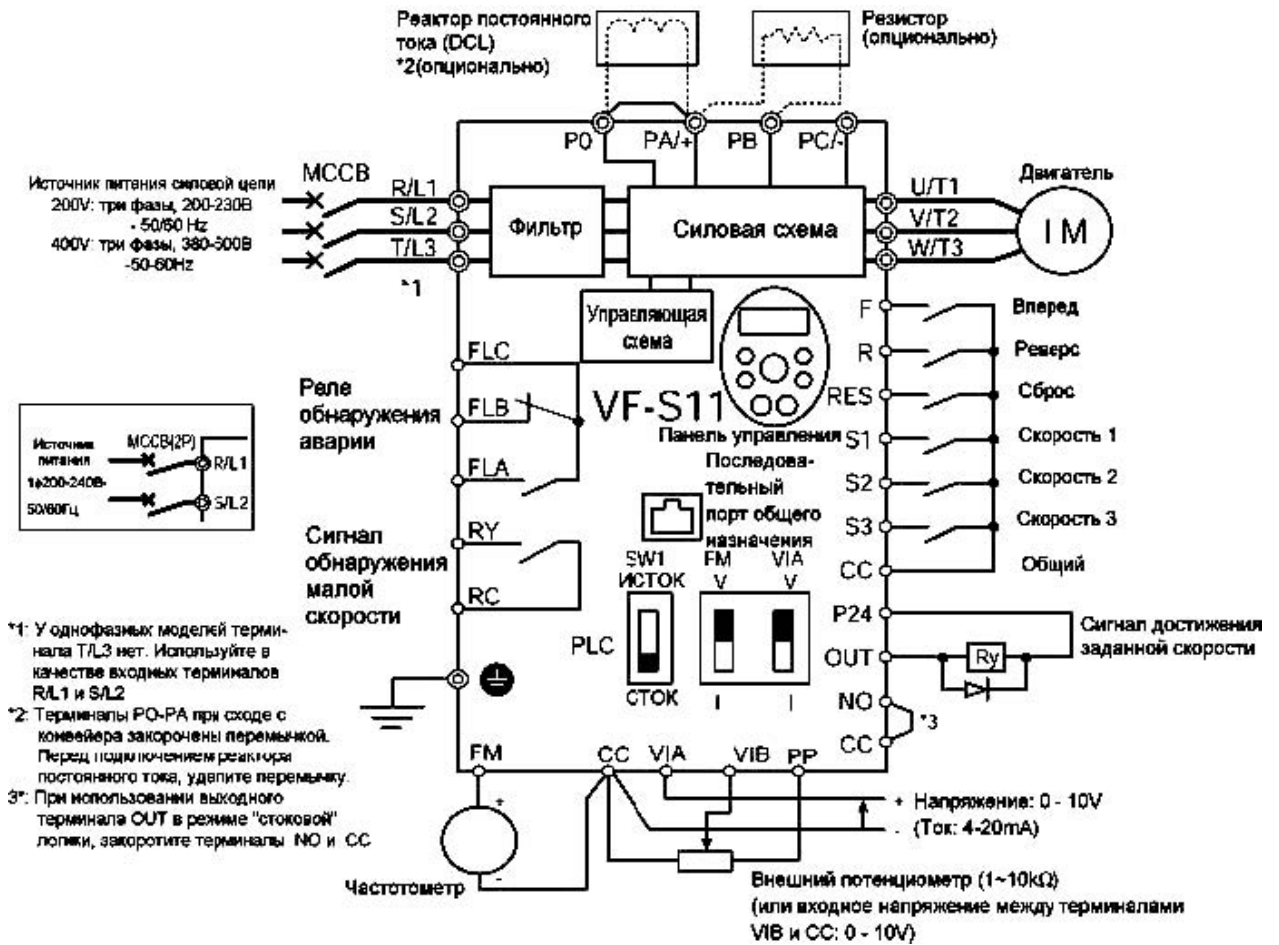 Реактор постоянного
тока (DCL)
*2(опционально)
Резистор
(опционально)
P0
PA/+
PB
PC/-
Источник питания силовой цепи
200V: три фазы, 200-230В
- 50/60 Hz
400V: три фазы, 380-500В
-50-60Hz
MCCB
R/L1
S/L2
T/L3
*1
Фильтр
Силовая схема
U/T1
V/T2
W/T3
Двигатель
IM
Управляющая
схема
VF-S11
Панель управления
Последова-
тельный
порт общего
назначения
FLC
FLB
FLA
Реле
обнаружения
аварии
RY
RC
Сигнал
обнаружения
малой
скорости
Источник
питания
1ф200-240В-
50/60Гц
MCCB(2P)
R/L1
S/L2
F
Вперед
R
Реверс
RES
Сброс
S1
Скорость 1
S2
Скорость 2
S3
Скорость 3
CC
Общий
P24
OUT
Ry
Сигнал достижения
заданной скорости
NO
CC
*3
SW1
ИСТОК
PLC
СТОК
FM
V
I
VIA
V
I
*1: У однофазных моделей терми-
нала T/L3 нет. Используйте в
качестве входных терминалов
R/L1 и S/L2
*2: Терминалы PO-PA при сходе с
конвейера закорочены перемычкой.
Перед подключением реактора
постоянного тока, удалите перемычку.
3*: При использовании выходного
терминала OUT в режиме "стоковой"
логики, закоротите терминалы NO и CC
FM
CC
VIA
VIB
PP
+
-
Частотометр
+ Напряжение: 0 - 10V
- (Ток: 4-20mA)
Внешний потенциометр (1~10kΩ)
(или входное напряжение между терминалами
VIB и CC: 0 - 10V)